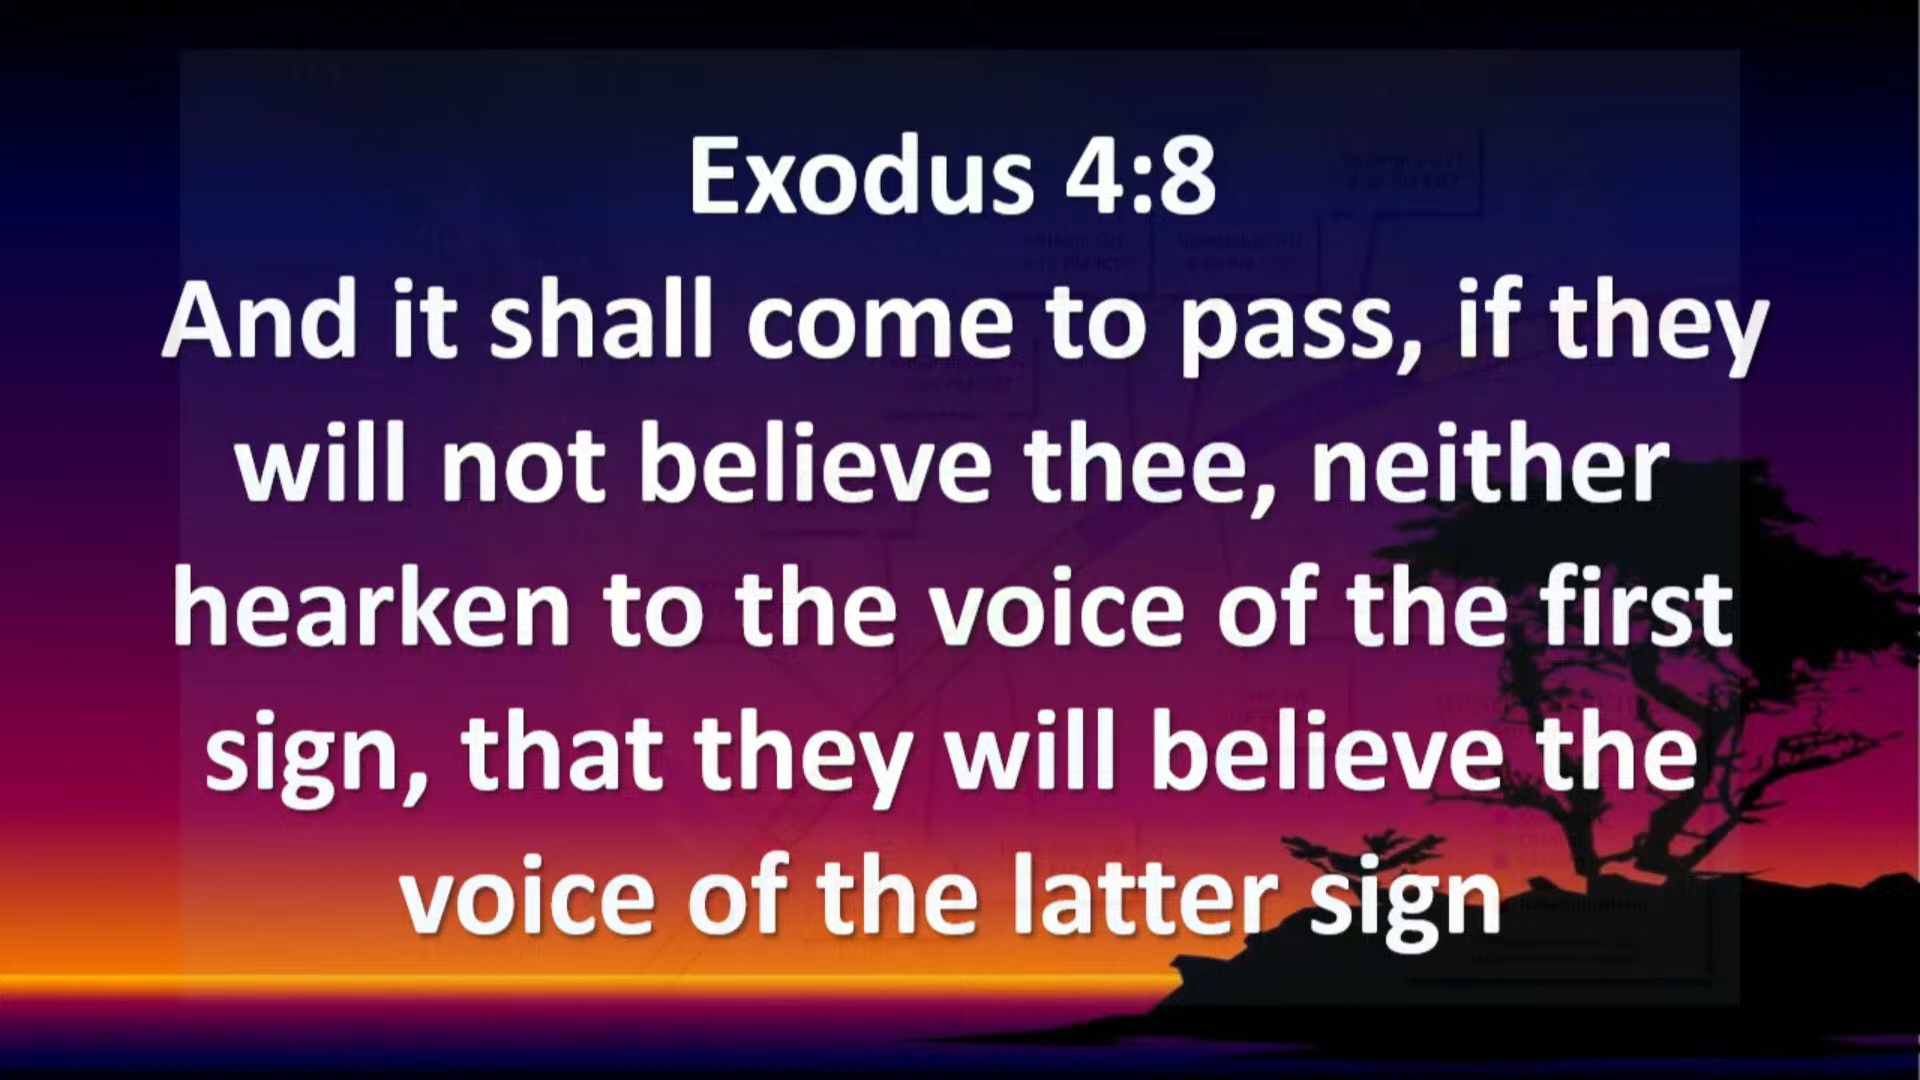 Exodus 4:8
And it shall come to pass, if they
will not believe thee, neither
hearken to the voice of the first
sign, that they will believe the
voice of the latter sign